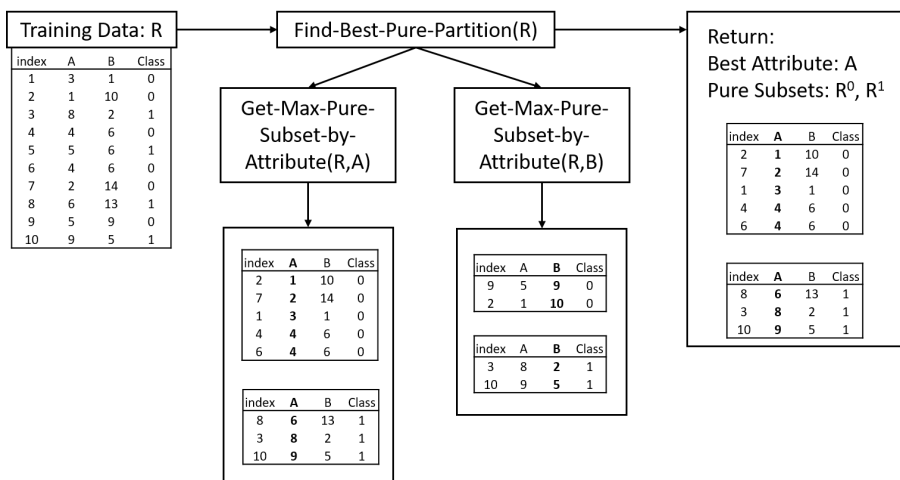 Training Data: R
index A B Class
1 3 1 0
2 1 10 0
3 8 2 1
4 4 6 0
5 5 6 1
6 4 6 0
7 2 14 0
8 6 13 1
9 5 9 0
10 9 5 1
Find-Best-Pure-Partition(R)
Get-Max-Pure-
Subset-by-
Attribute(R,A)
index A B Class
2 1 10 0
7 2 14 0
1 3 1 0
4 4 6 0
6 4 6 0
index A B Class
8 6 13 1
3 8 2 1
10 9 5 1
Get-Max-Pure-
Subset-by-
Attribute(R,B)
index A B Class
9 5 9 0
2 1 10 0
index A B Class
3 8 2 1
10 9 5 1
Return:
Best Attribute: A
Pure Subsets: R⁰, R¹
index A B Class
2 1 10 0
7 2 14 0
1 3 1 0
4 4 6 0
6 4 6 0
index A B Class
8 6 13 1
3 8 2 1
10 9 5 1